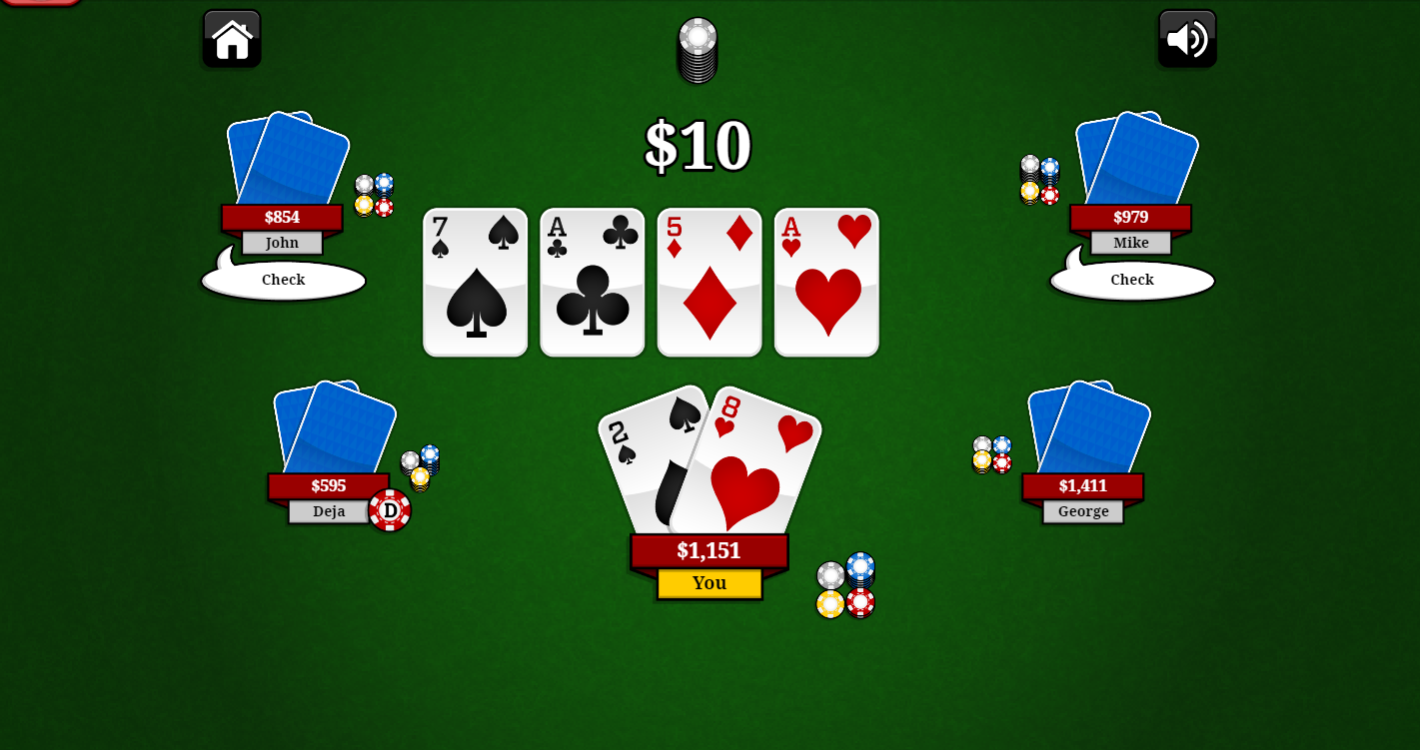 $10
$854
John
Check
$979
Mike
Check
7
A
5
A
2
8
$595
Deja
D
$1,411
George
$1,151
You